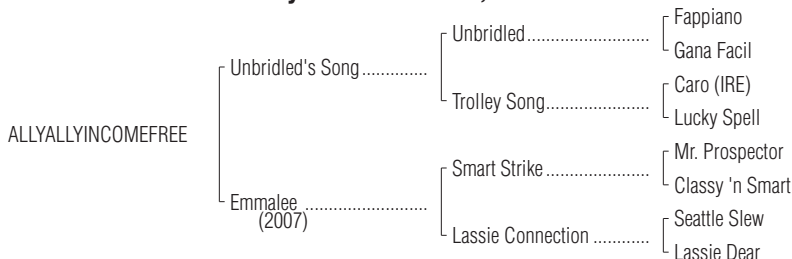 Fappiano
Unbridled..............................
Gana Facil
Unbridled's Song..............
Caro (IRE)
Trolley Song.........................
Lucky Spell
ALLYALLYINCOMEFREE
Mr. Prospector
Smart Strike.........................
Classy 'n Smart
Emmalee .............................
(2007)
Seattle Slew
Lassie Connection .............
Lassie Dear